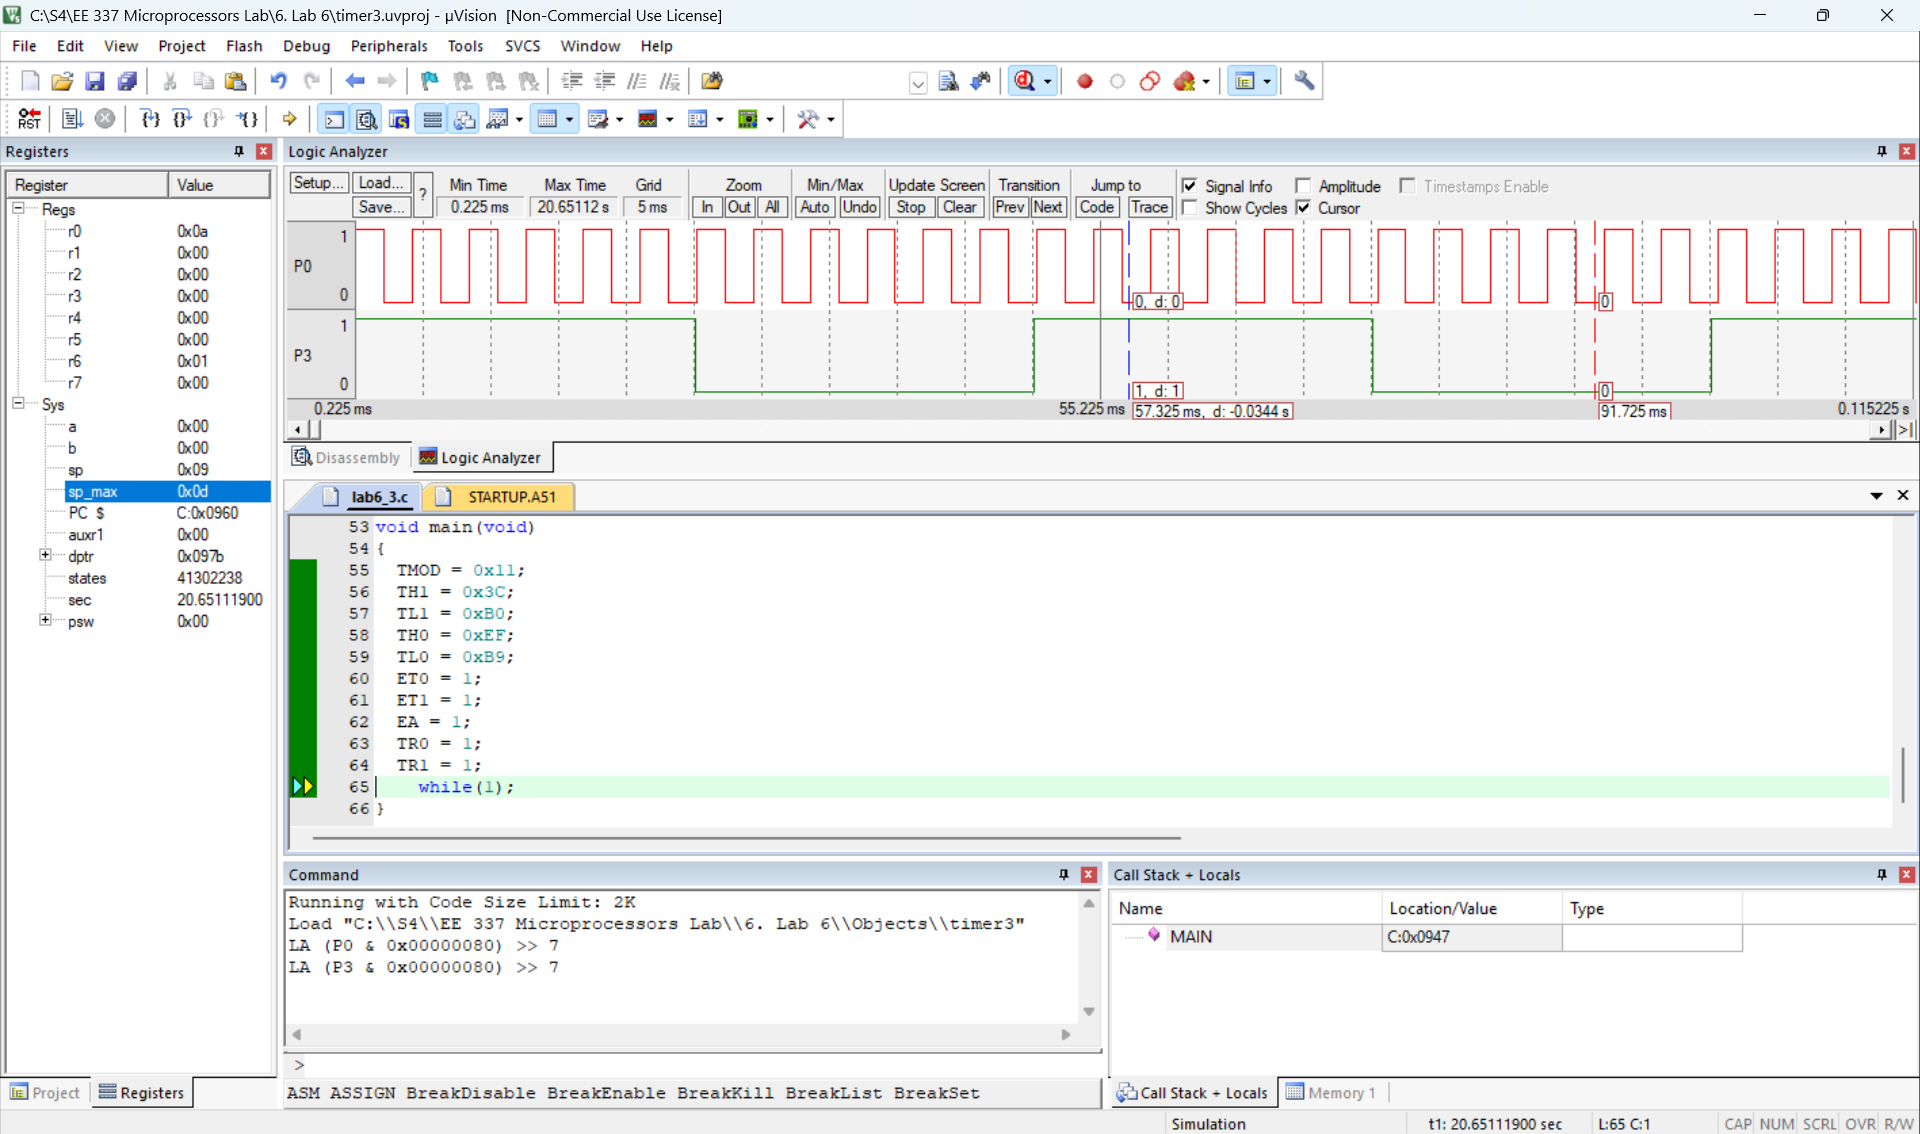 C:\S4\EE 337 Microprocessors Lab\6. Lab 6\timer3.uvproj - µVision  [Non-Commercial Use License]
File Edit View Project Flash Debug Peripherals Tools SVCS Window Help
RST
Registers
Register Value
Regs
r0 0x0a
r1 0x00
r2 0x00
r3 0x00
r4 0x00
r5 0x00
r6 0x01
r7 0x00
Sys
a 0x00
b 0x00
sp 0x09
sp_max 0x0d
PC $ C:0x0960
auxr1 0x00
dptr 0x097b
states 41302238
sec 20.65111900
psw 0x00
Project Registers
Logic Analyzer
Setup... Load... ? Min Time Max Time Grid Zoom Min/Max Update Screen Transition Jump to Signal Info Amplitude Timestamps Enable
Save... 0.225 ms 20.65112 s 5 ms In Out All Auto Undo Stop Clear Prev Next Code Trace Show Cycles Cursor
1
P0
0 0, d: 0 0
1
P3
0 1, d: 1 0
0.225 ms 55.225 ms 57.325 ms, d: -0.0344 s 91.725 ms 0.115225 s
Disassembly Logic Analyzer
lab6_3.c STARTUP.A51
53 void main(void)
54 {
55 TMOD = 0x11;
56 TH1 = 0x3C;
57 TL1 = 0xB0;
58 TH0 = 0xEF;
59 TL0 = 0xB9;
60 ET0 = 1;
61 ET1 = 1;
62 EA = 1;
63 TR0 = 1;
64 TR1 = 1;
65 while(1);
66 }
Command
Running with Code Size Limit: 2K
Load "C:\\S4\\EE 337 Microprocessors Lab\\6. Lab 6\\Objects\\timer3"
LA (P0 & 0x00000080) >> 7
LA (P3 & 0x00000080) >> 7
>
ASM ASSIGN BreakDisable BreakEnable BreakKill BreakList BreakSet
Call Stack + Locals
Name Location/Value Type
MAIN C:0x0947
Call Stack + Locals Memory 1
Simulation t1: 20.65111900 sec L:65 C:1 CAP NUM SCRL OVR R/W